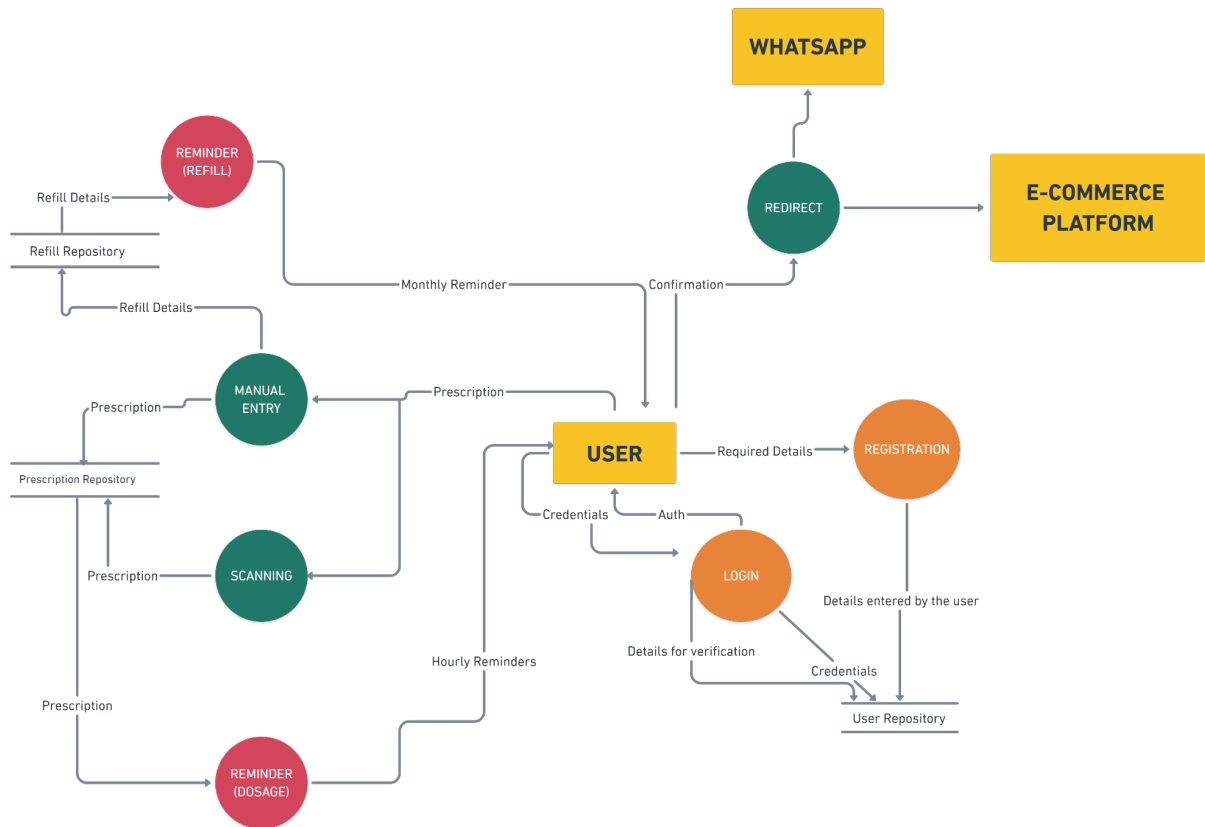 WHATSAPP
REMINDER
(REFILL)
E-COMMERCE
PLATFORM
Refill Details
REDIRECT
Refill Repository
Monthly Reminder
Confirmation
Refill Details
MANUAL
ENTRY
Prescription
Prescription
USER
Required Details
REGISTRATION
Prescription Repository
Credentials
Auth
Prescription
SCANNING
LOGIN
Details entered by the user
Details for verification
Hourly Reminders
Credentials
Prescription
User Repository
REMINDER
(DOSAGE)